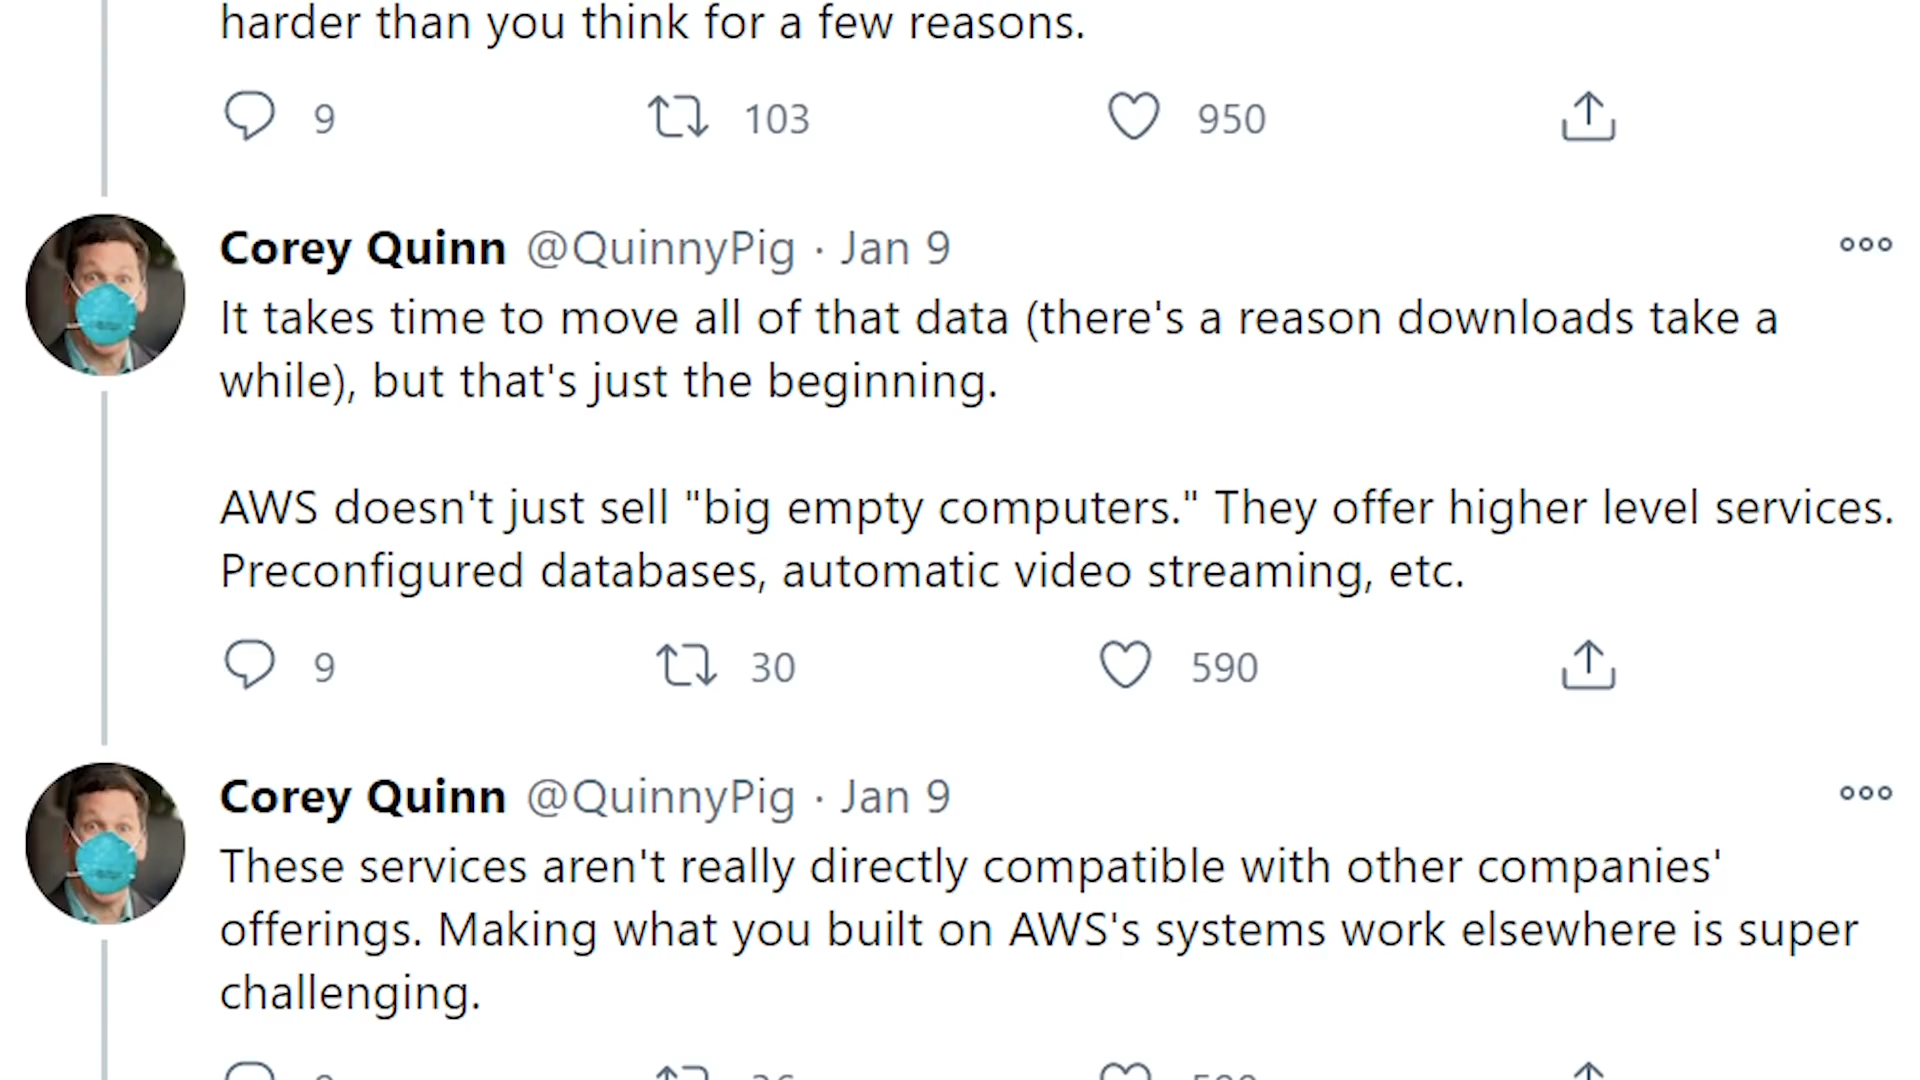 harder than you think for a few reasons.
9 103 950
Corey Quinn @QuinnyPig · Jan 9
It takes time to move all of that data (there's a reason downloads take a
while), but that's just the beginning.
AWS doesn't just sell "big empty computers." They offer higher level services.
Preconfigured databases, automatic video streaming, etc.
9 30 590
Corey Quinn @QuinnyPig · Jan 9
These services aren't really directly compatible with other companies'
offerings. Making what you built on AWS's systems work elsewhere is super
challenging.